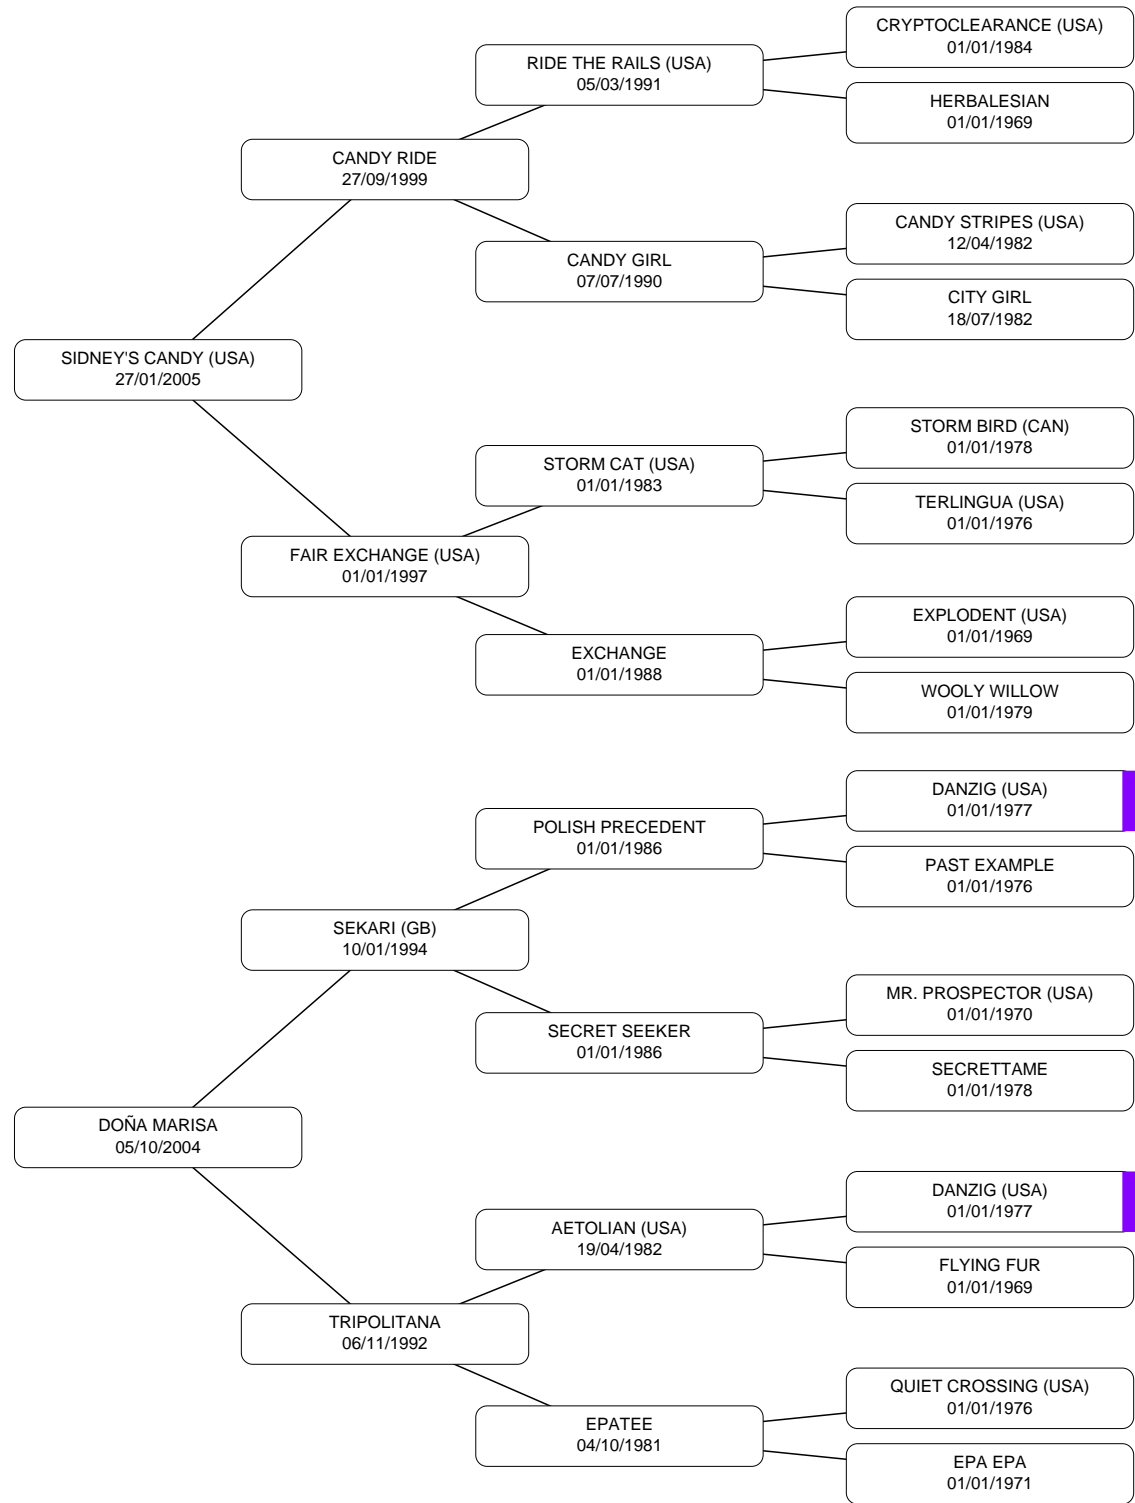 CRYPTOCLEARANCE (USA)
01/01/1984
RIDE THE RAILS (USA)
05/03/1991
HERBALESIAN
01/01/1969
CANDY RIDE
27/09/1999
CANDY STRIPES (USA)
12/04/1982
CANDY GIRL
07/07/1990
CITY GIRL
18/07/1982
SIDNEY'S CANDY (USA)
27/01/2005
STORM BIRD (CAN)
01/01/1978
STORM CAT (USA)
01/01/1983
TERLINGUA (USA)
01/01/1976
FAIR EXCHANGE (USA)
01/01/1997
EXPLODENT (USA)
01/01/1969
EXCHANGE
01/01/1988
WOOLY WILLOW
01/01/1979
DANZIG (USA)
01/01/1977
POLISH PRECEDENT
01/01/1986
PAST EXAMPLE
01/01/1976
SEKARI (GB)
10/01/1994
MR. PROSPECTOR (USA)
01/01/1970
SECRET SEEKER
01/01/1986
SECRETTAME
01/01/1978
DOÑA MARISA
05/10/2004
DANZIG (USA)
01/01/1977
AETOLIAN (USA)
19/04/1982
FLYING FUR
01/01/1969
TRIPOLITANA
06/11/1992
QUIET CROSSING (USA)
01/01/1976
EPATEE
04/10/1981
EPA EPA
01/01/1971